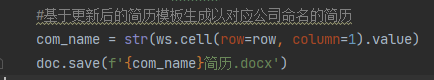 #基于更新后的简历模板生成以对应公司命名的简历
com_name = str(ws.cell(row=row, column=1).value)
doc.save(f'{com_name}简历.docx')